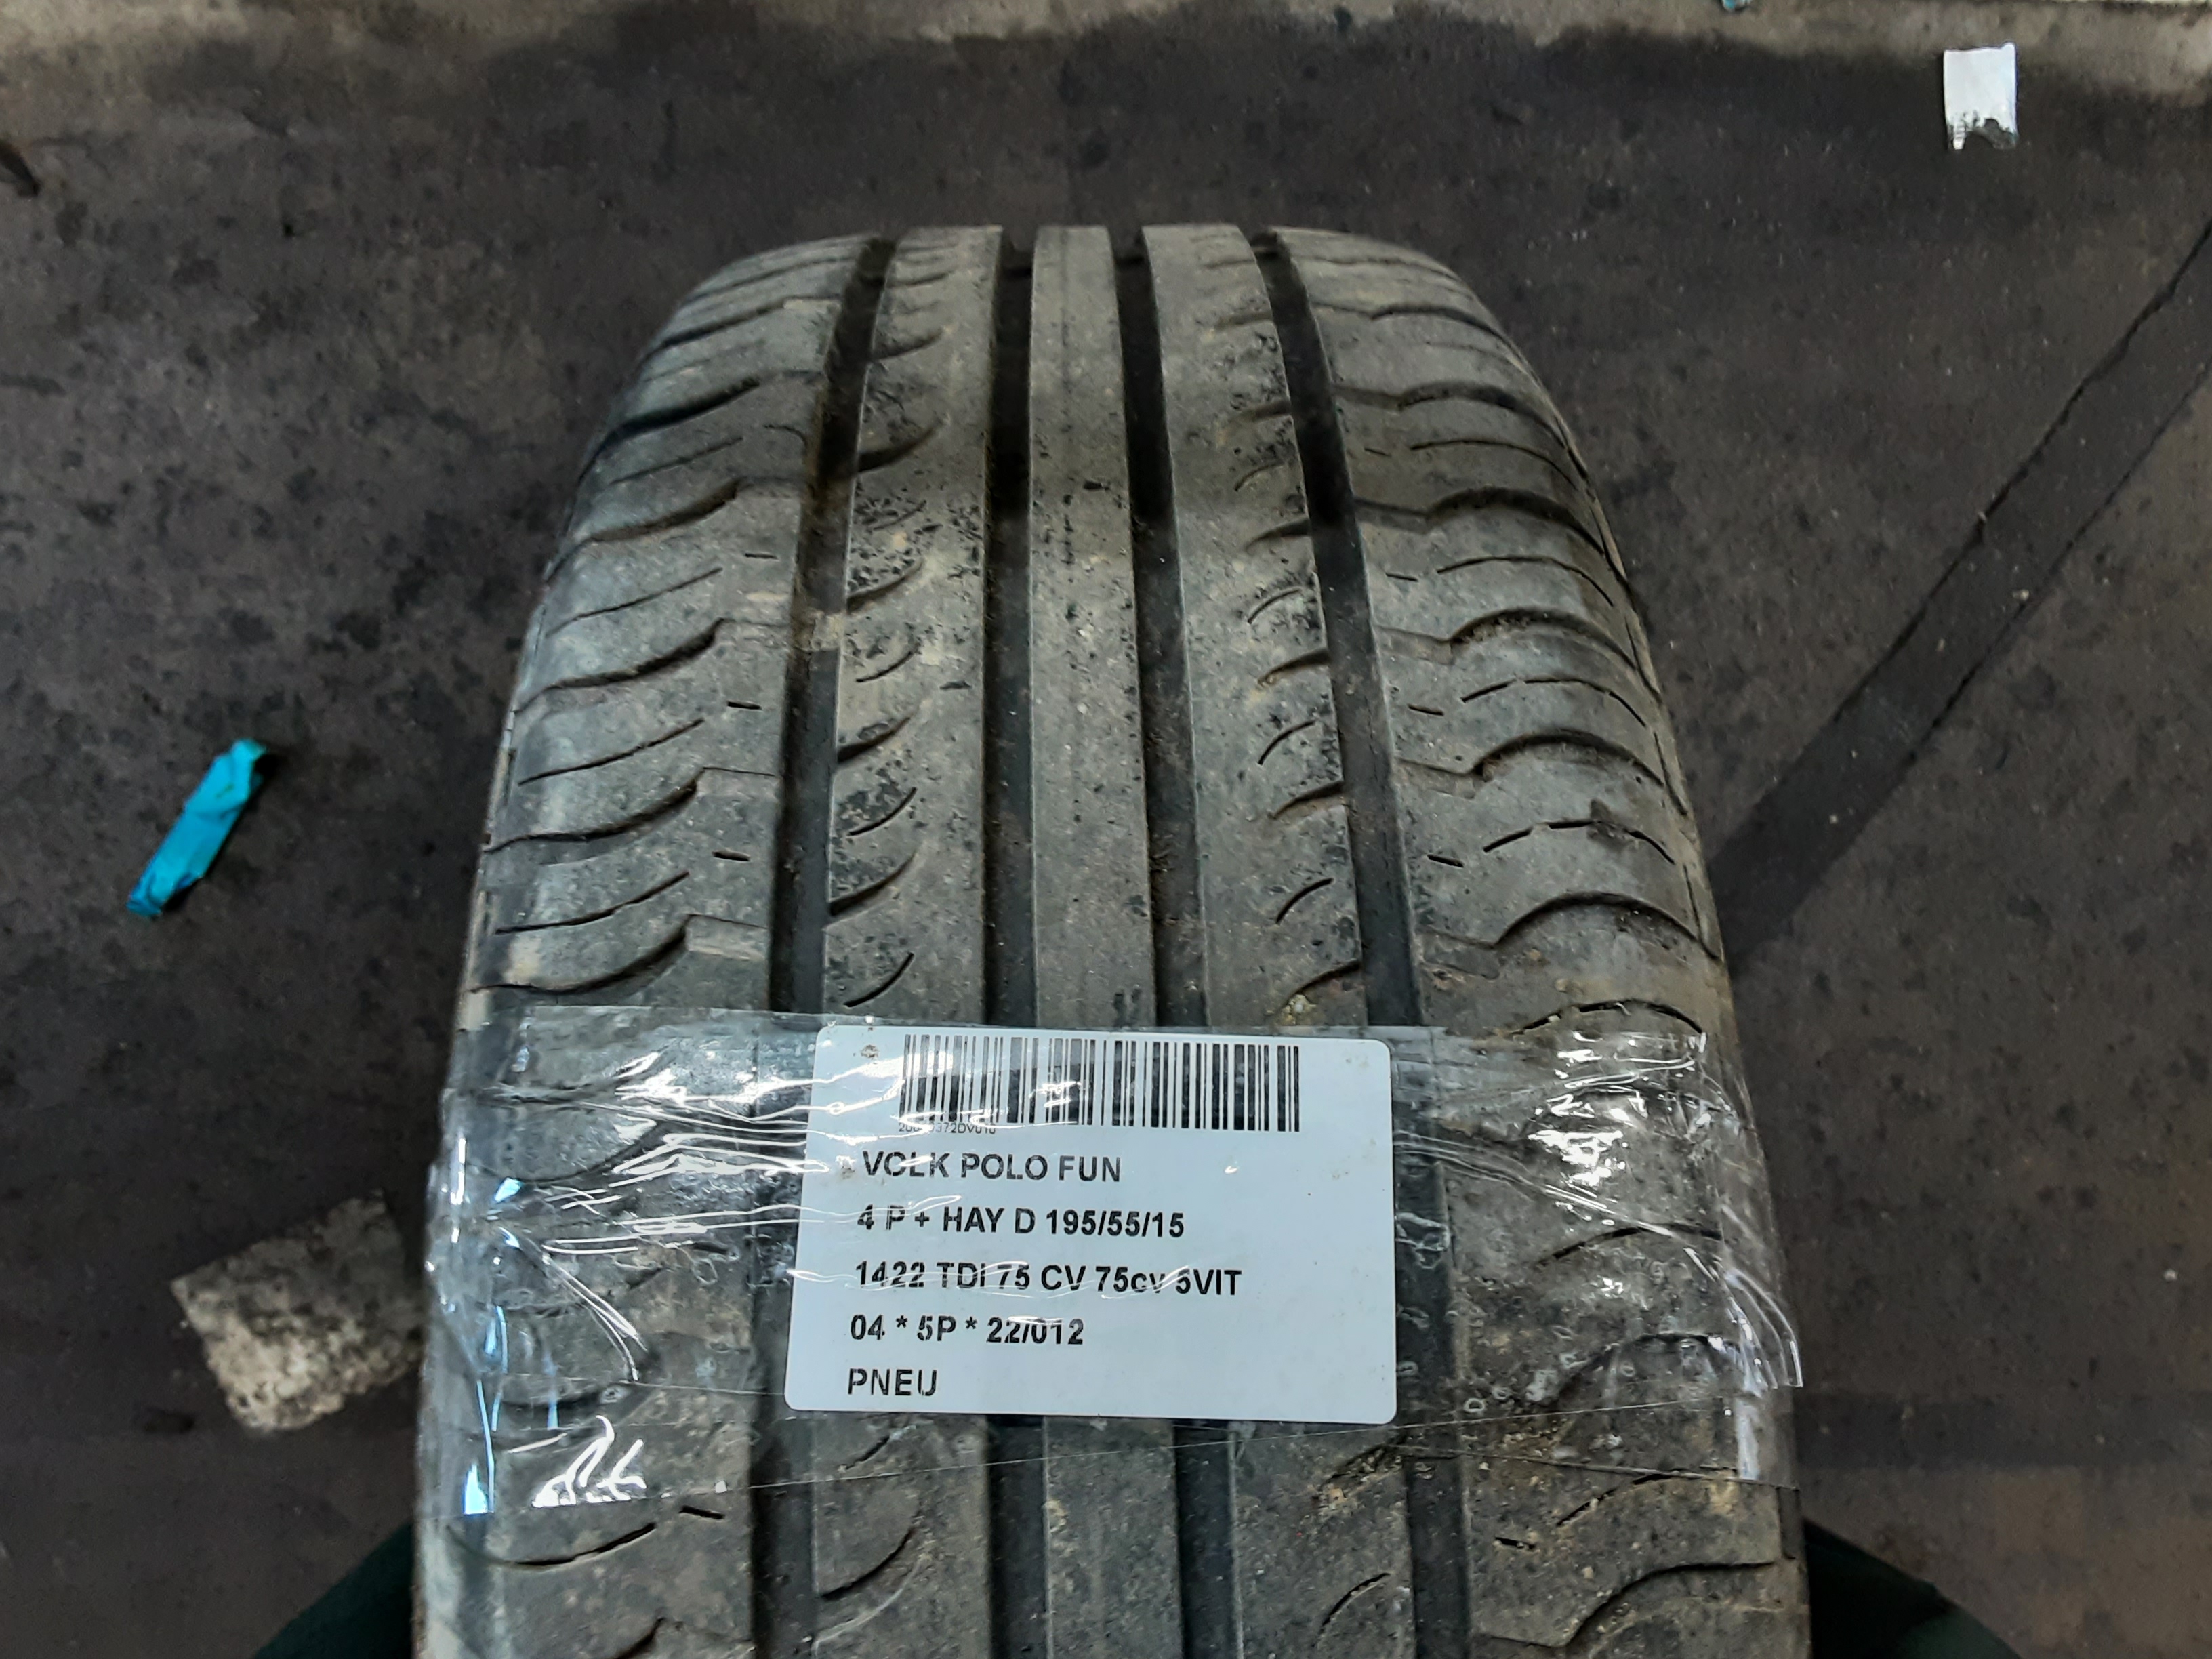 VOLK POLO FUN
4 P + HAY D 195/55/15
1422 TDI 75 CV 75cv 5VIT
04 * 5P * 22/012
PNEU